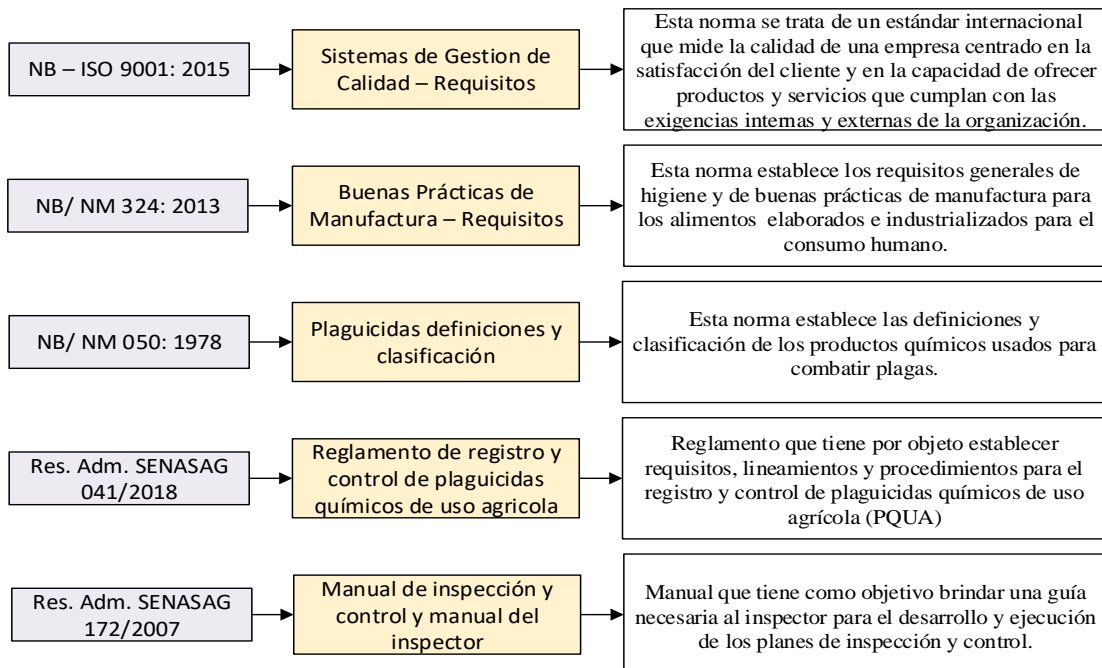 NB – ISO 9001: 2015
Sistemas de Gestion de
Calidad – Requisitos
Esta norma se trata de un estándar internacional
que mide la calidad de una empresa centrado en la
satisfacción del cliente y en la capacidad de ofrecer
productos y servicios que cumplan con las
exigencias internas y externas de la organización.
NB/ NM 324: 2013
Buenas Prácticas de
Manufactura – Requisitos
Esta norma establece los requisitos generales de
higiene y de buenas prácticas de manufactura para
los alimentos elaborados e industrializados para el
consumo humano.
NB/ NM 050: 1978
Plaguicidas definiciones y
clasificación
Esta norma establece las definiciones y
clasificación de los productos químicos usados para
combatir plagas.
Res. Adm. SENASAG
041/2018
Reglamento de registro y
control de plaguicidas
químicos de uso agricola
Reglamento que tiene por objeto establecer
requisitos, lineamientos y procedimientos para el
registro y control de plaguicidas químicos de uso
agrícola (PQUA)
Res. Adm. SENASAG
172/2007
Manual de inspección y
control y manual del
inspector
Manual que tiene como objetivo brindar una guía
necesaria al inspector para el desarrollo y ejecución
de los planes de inspección y control.